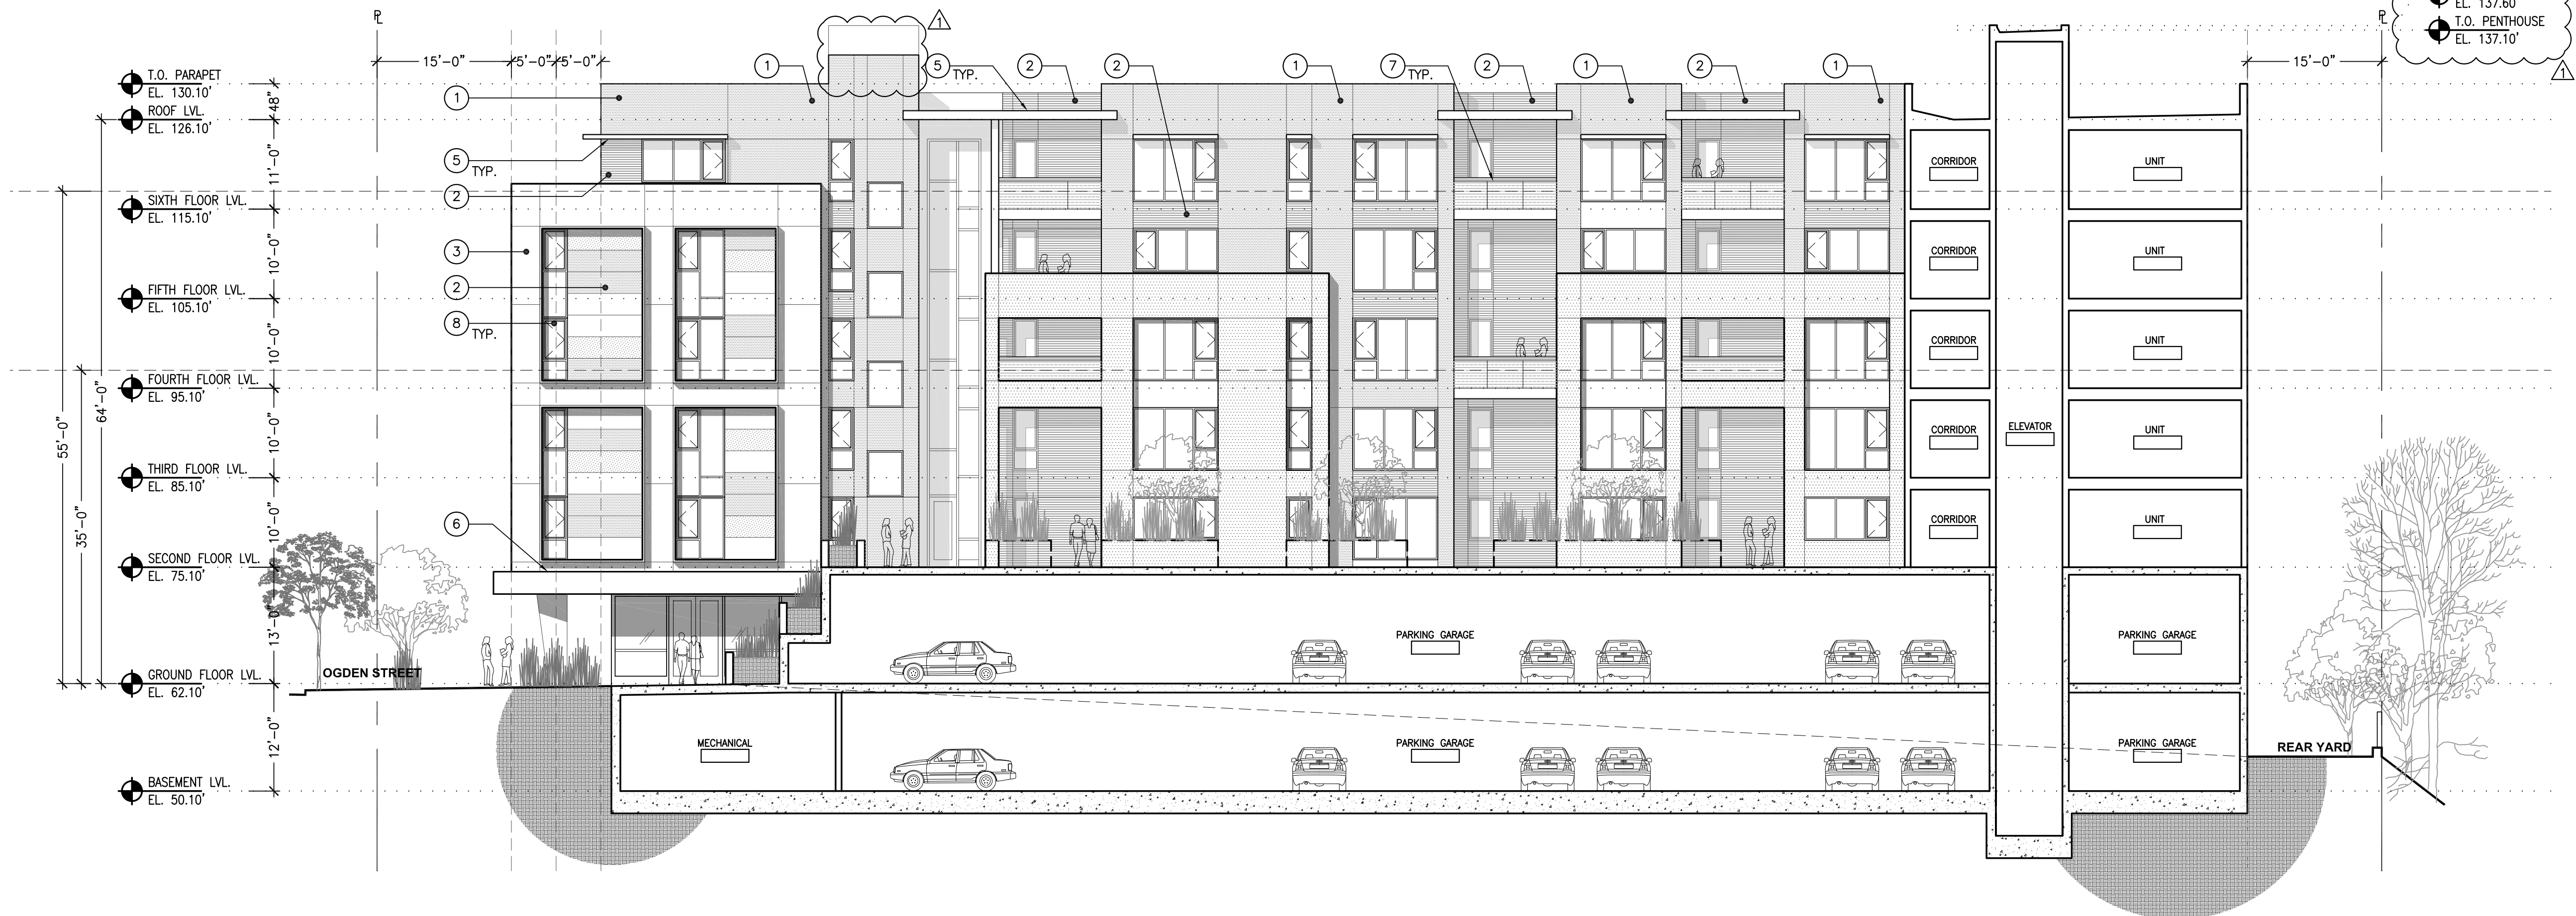 EL. 137.60'
T.O. PENTHOUSE
EL. 137.10'
1
PL
PL
1
15'-0"
5'-0"
5'-0"
15'-0"
1
5
TYP.
2
2
1
7
TYP.
2
1
2
1
T.O. PARAPET
EL. 130.10'
48"
1
ROOF LVL.
EL. 126.10'
11'-0"
5
TYP.
2
CORRIDOR
UNIT
SIXTH FLOOR LVL.
EL. 115.10'
10'-0"
3
CORRIDOR
UNIT
2
FIFTH FLOOR LVL.
EL. 105.10'
8
TYP.
10'-0"
CORRIDOR
UNIT
FOURTH FLOOR LVL.
EL. 95.10'
64'-0"
55'-0"
10'-0"
CORRIDOR
ELEVATOR
UNIT
THIRD FLOOR LVL.
EL. 85.10'
35'-0"
10'-0"
6
CORRIDOR
UNIT
SECOND FLOOR LVL.
EL. 75.10'
13'-0"
PARKING GARAGE
PARKING GARAGE
OGDEN STREET
GROUND FLOOR LVL.
EL. 62.10'
12'-0"
MECHANICAL
PARKING GARAGE
PARKING GARAGE
REAR YARD
BASEMENT LVL.
EL. 50.10'